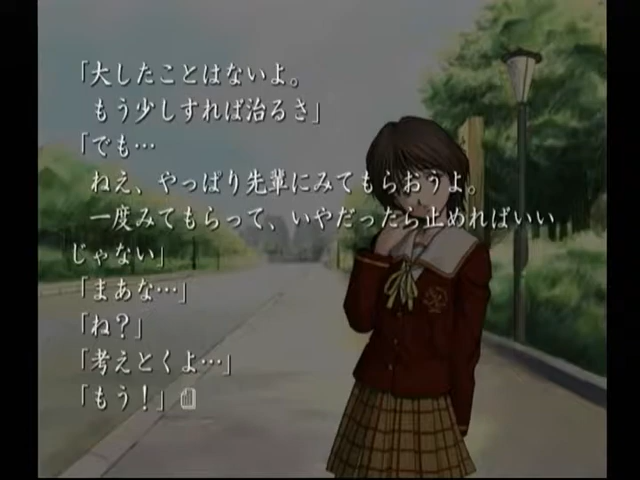 「大したことはないよ。
もう少しすれば治るさ」
「でも…
ねえ、やっぱり先輩にみてもらおうよ。
一度みてもらって、いやだったら止めればいい
じゃない」
「まあな…」
「ね？」
「考えとくよ…」
「もう！」